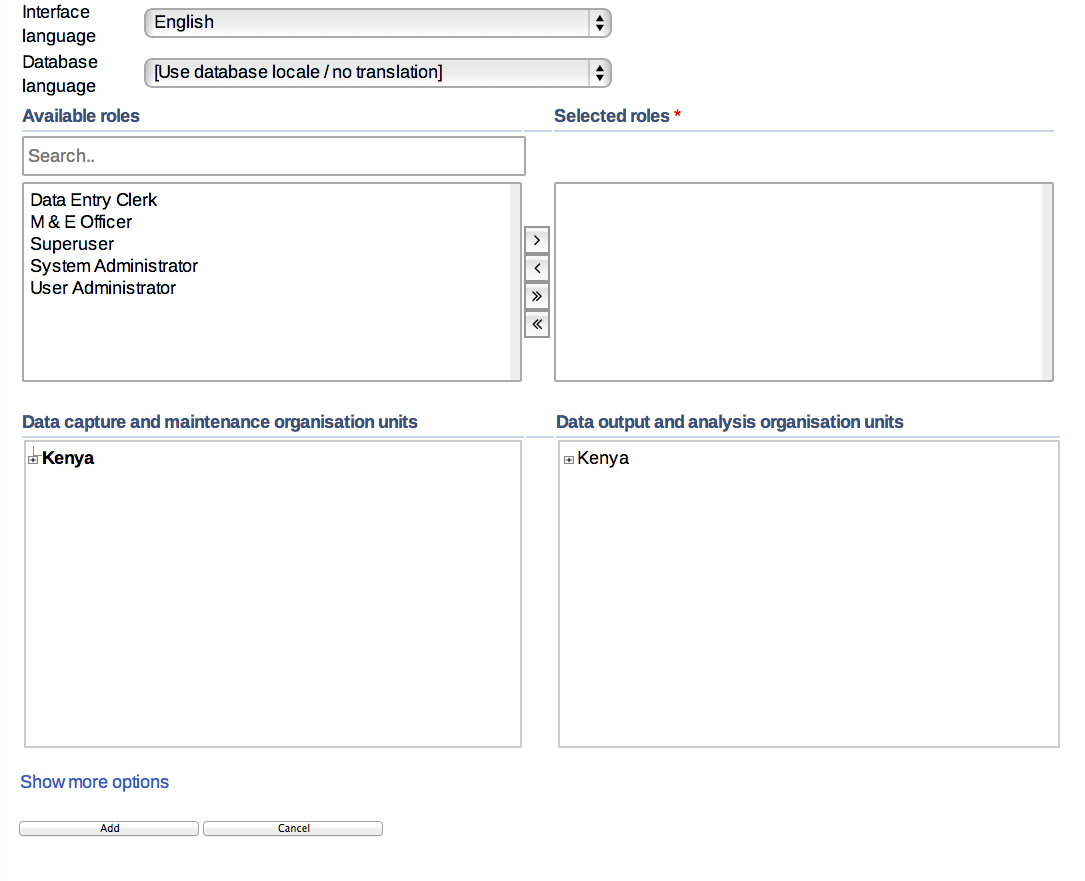 Interface
language
English
Database
language
[Use database locale / no translation]
Available roles
Selected roles *
Search..
Data Entry Clerk
M & E Officer
Superuser
System Administrator
User Administrator
>
<
»
«
Data capture and maintenance organisation units
Data output and analysis organisation units
Kenya
Kenya
Show more options
Add
Cancel